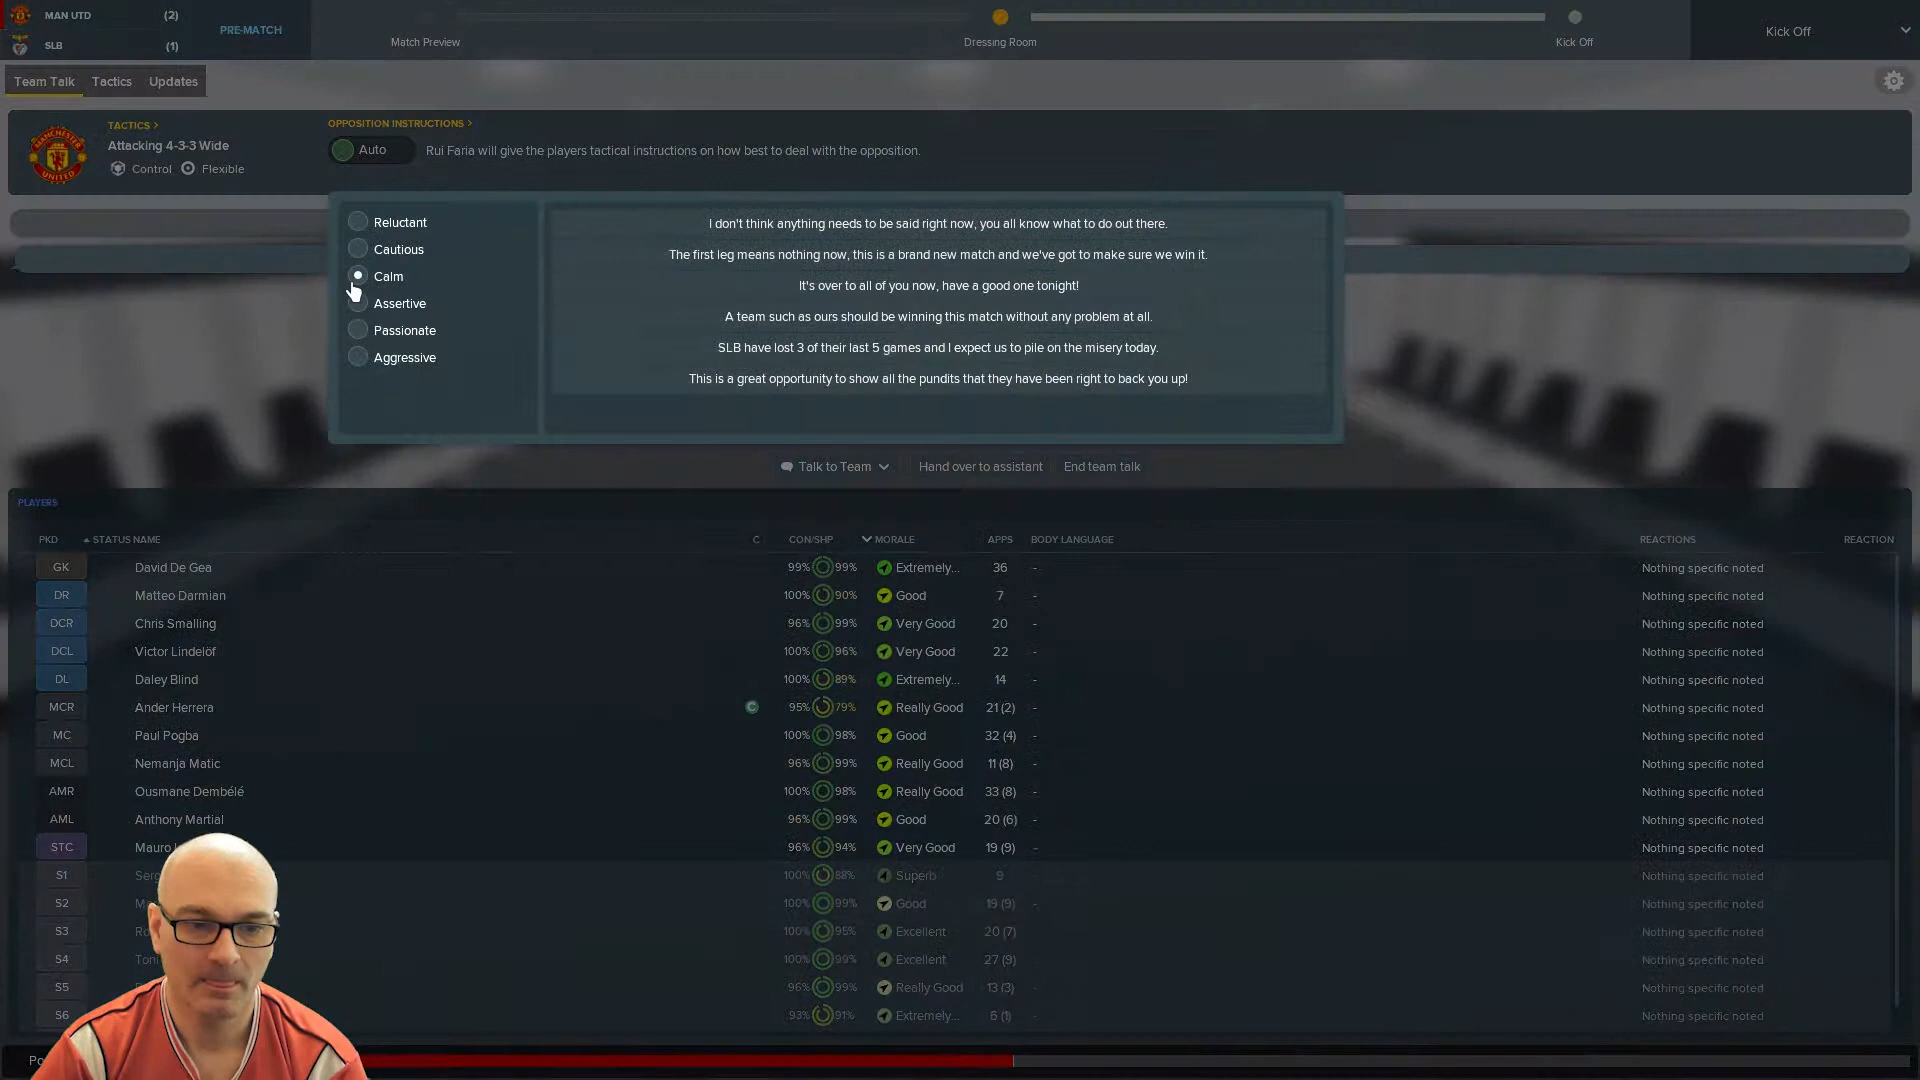 MAN UTD (2)
SLB (1)
PRE-MATCH
Match Preview
Dressing Room
Kick Off
Kick Off
Team Talk Tactics Updates
MANCHESTER UNITED
TACTICS >
Attacking 4-3-3 Wide
Control Flexible
OPPOSITION INSTRUCTIONS >
Auto
Rui Faria will give the players tactical instructions on how best to deal with the opposition.
Reluctant
Cautious
Calm
Assertive
Passionate
Aggressive
I don't think anything needs to be said right now, you all know what to do out there.
The first leg means nothing now, this is a brand new match and we've got to make sure we win it.
It's over to all of you now, have a good one tonight!
A team such as ours should be winning this match without any problem at all.
SLB have lost 3 of their last 5 games and I expect us to pile on the misery today.
This is a great opportunity to show all the pundits that they have been right to back you up!
Talk to Team Hand over to assistant End team talk
PLAYERS
PKD STATUS NAME C CON/SHP MORALE APPS BODY LANGUAGE REACTIONS REACTION
GK David De Gea 99% 99% Extremely... 36 - Nothing specific noted
DR Matteo Darmian 100% 90% Good 7 - Nothing specific noted
DCR Chris Smalling 96% 99% Very Good 20 - Nothing specific noted
DCL Victor Lindelöf 100% 96% Very Good 22 - Nothing specific noted
DL Daley Blind 100% 89% Extremely... 14 - Nothing specific noted
MCR Ander Herrera C 95% 79% Really Good 21 (2) - Nothing specific noted
MC Paul Pogba 100% 98% Good 32 (4) - Nothing specific noted
MCL Nemanja Matic 96% 99% Really Good 11 (8) - Nothing specific noted
AMR Ousmane Dembélé 100% 98% Really Good 33 (8) - Nothing specific noted
AML Anthony Martial 96% 99% Good 20 (6) - Nothing specific noted
STC Mauro 96% 94% Very Good 19 (9) - Nothing specific noted
S1 100% 88% Superb 9 Nothing specific noted
S2 100% 99% Good 19 (9) Nothing specific noted
S3 100% 95% Excellent 20 (7) Nothing specific noted
S4 Toni 100% 99% Excellent 27 (9) Nothing specific noted
S5 96% 99% Really Good 13 (3) Nothing specific noted
S6 93% 91% Extremely... 6 (1) Nothing specific noted